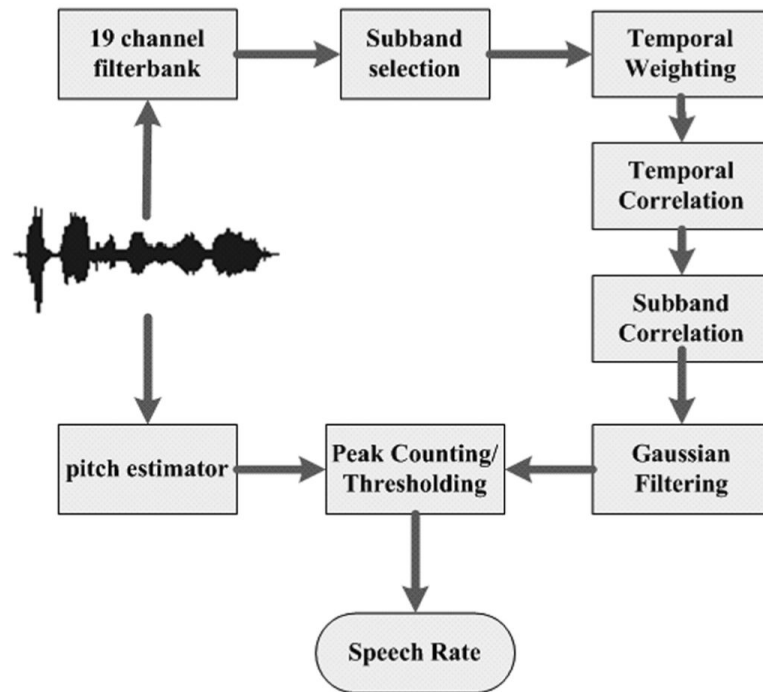 19 channel
filterbank
Subband
selection
Temporal
Weighting
Temporal
Correlation
Subband
Correlation
pitch estimator
Peak Counting/
Thresholding
Gaussian
Filtering
Speech Rate